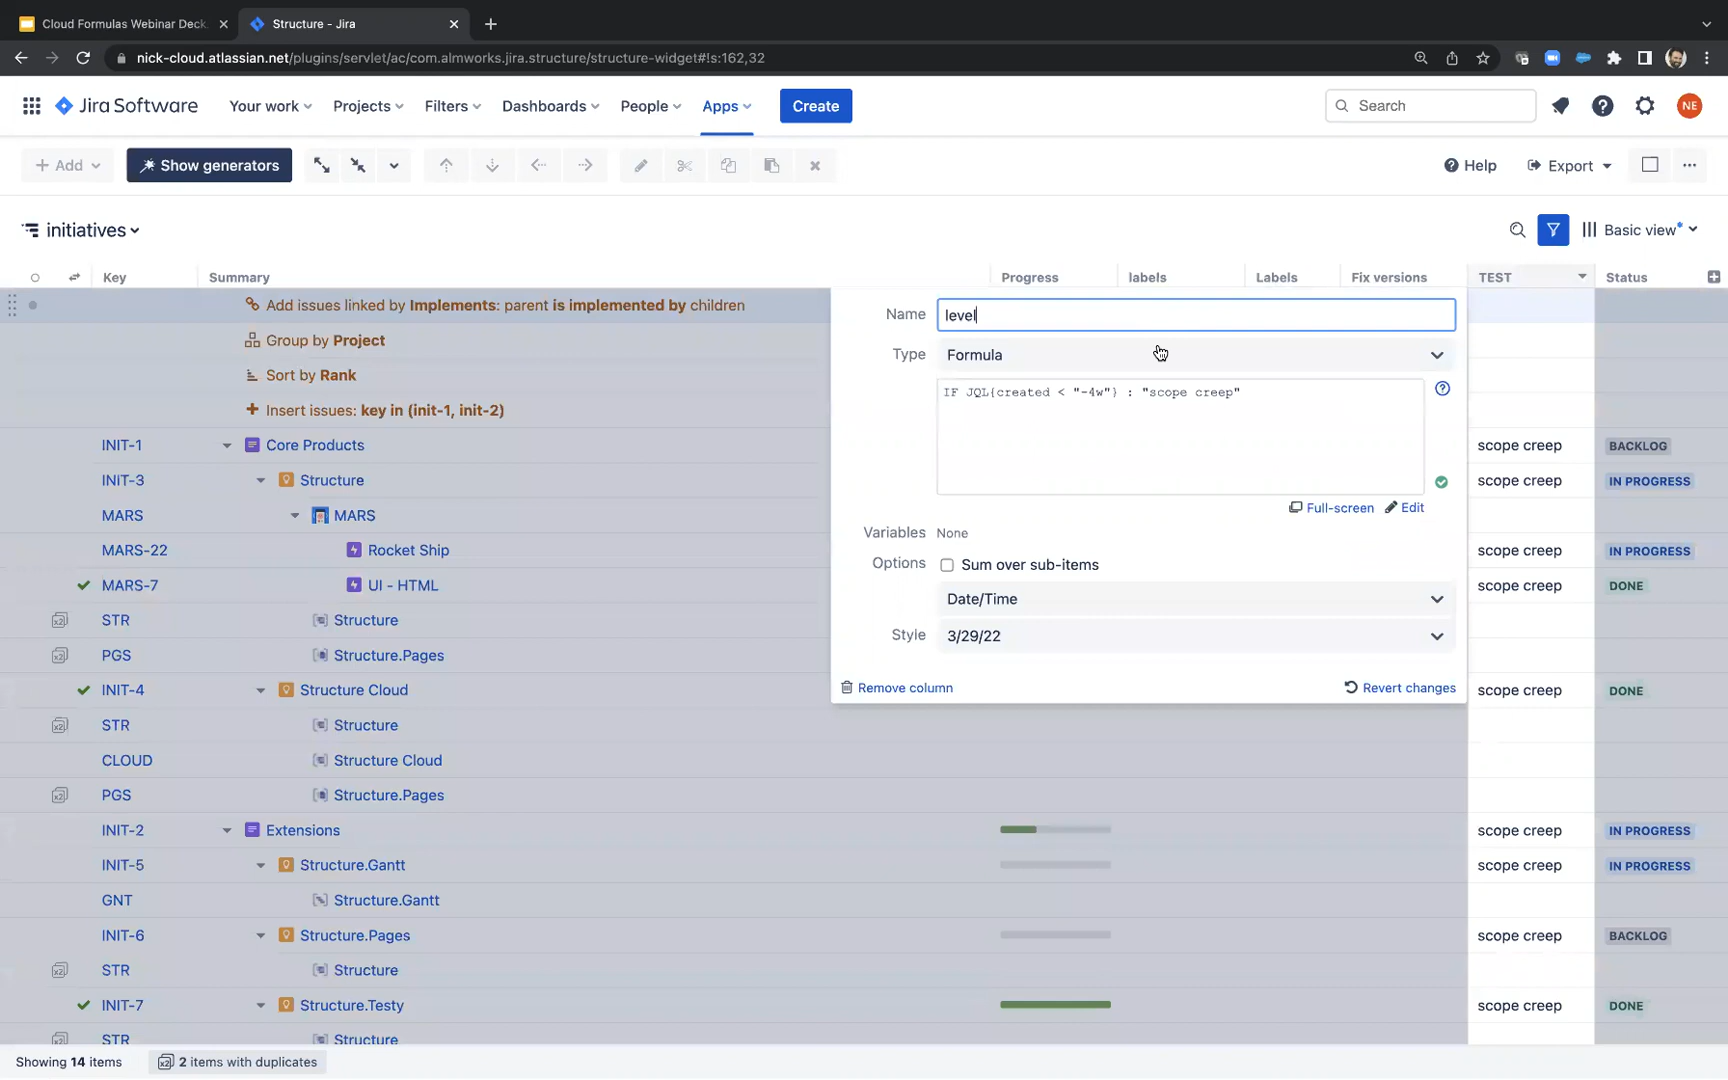 Cloud Formulas Webinar Deck
Structure - Jira
nick-cloud.atlassian.net/plugins/servlet/ac/com.almworks.jira.structure/structure-widget#!s:162,32
Jira Software Your work Projects Filters Dashboards People Apps Create Search NE
Add Show generators Help Export
initiatives Basic view*
Key Summary Progress labels Labels Fix versions TEST Status
Add issues linked by Implements: parent is implemented by children
Group by Project
Sort by Rank
Insert issues: key in (init-1, init-2)
Name level
Type Formula
IF JQL{created < "-4w"} : "scope creep"
Full-screen Edit
Variables None
Options Sum over sub-items
Date/Time
Style 3/29/22
Remove column Revert changes
INIT-1 Core Products scope creep BACKLOG
INIT-3 Structure scope creep IN PROGRESS
MARS MARS
MARS-22 Rocket Ship scope creep IN PROGRESS
MARS-7 UI - HTML scope creep DONE
x2 STR Structure
x2 PGS Structure.Pages
INIT-4 Structure Cloud scope creep DONE
x2 STR Structure
CLOUD Structure Cloud
x2 PGS Structure.Pages
INIT-2 Extensions scope creep IN PROGRESS
INIT-5 Structure.Gantt scope creep IN PROGRESS
GNT Structure.Gantt
INIT-6 Structure.Pages scope creep BACKLOG
x2 STR Structure
INIT-7 Structure.Testy scope creep DONE
STR Structure
Showing 14 items x2 2 items with duplicates